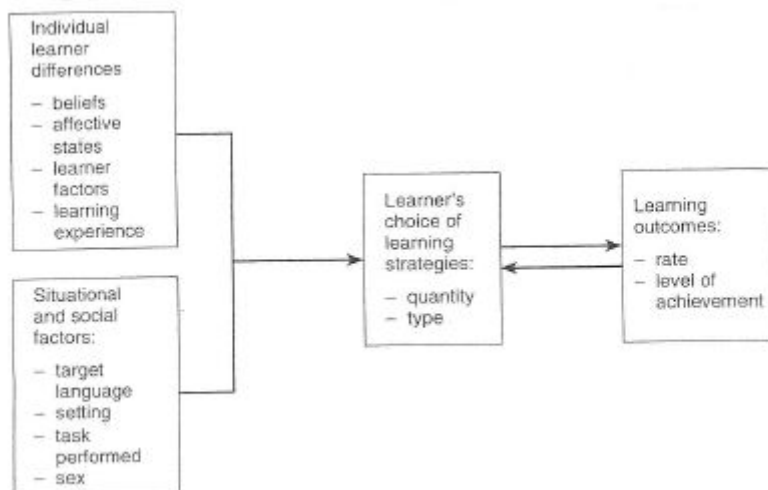 Individual
learner
differences
– beliefs
– affective
states
– learner
factors
– learning
experience
Situational
and social
factors:
– target
language
– setting
– task
performed
– sex
Learner's
choice of
learning
strategies:
– quantity
– type
Learning
outcomes:
– rate
– level of
achievement